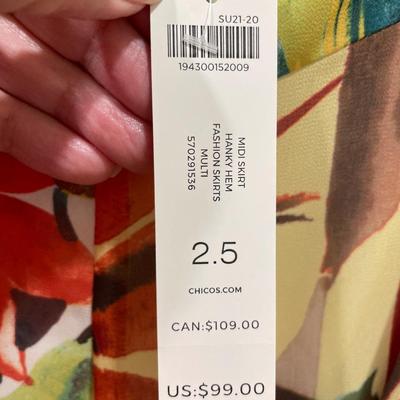 SU21-20
194300152009
MIDI SKIRT
HANKY HEM
FASHION SKIRTS
MULTI
570291536
2.5
CHICOS.COM
CAN:$109.00
US:$99.00